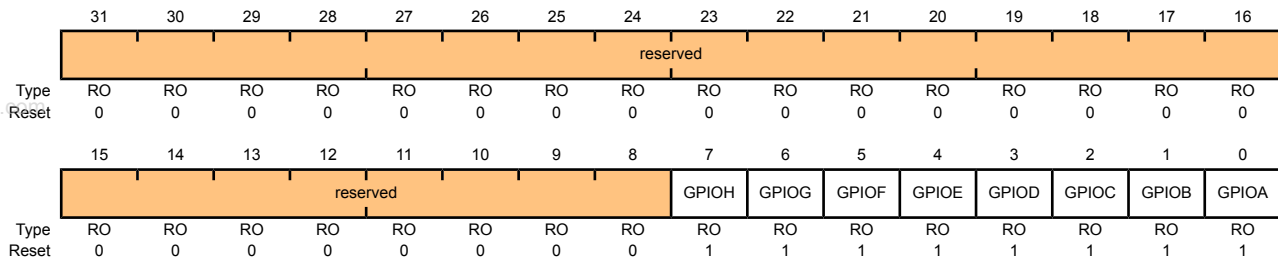 31 30 29 28 27 26 25 24 23 22 21 20 19 18 17 16
reserved
Type RO RO RO RO RO RO RO RO RO RO RO RO RO RO RO RO
.com
Reset 0 0 0 0 0 0 0 0 0 0 0 0 0 0 0 0
15 14 13 12 11 10 9 8 7 6 5 4 3 2 1 0
reserved GPIOH GPIOG GPIOF GPIOE GPIOD GPIOC GPIOB GPIOA
Type RO RO RO RO RO RO RO RO RO RO RO RO RO RO RO RO
Reset 0 0 0 0 0 0 0 0 1 1 1 1 1 1 1 1